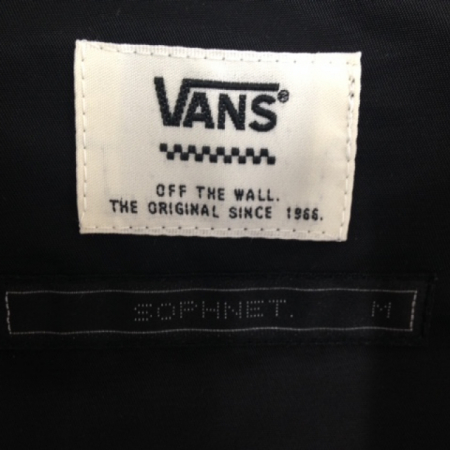 VANS®
OFF THE WALL.
THE ORIGINAL SINCE 1966.
SOPHNET. M